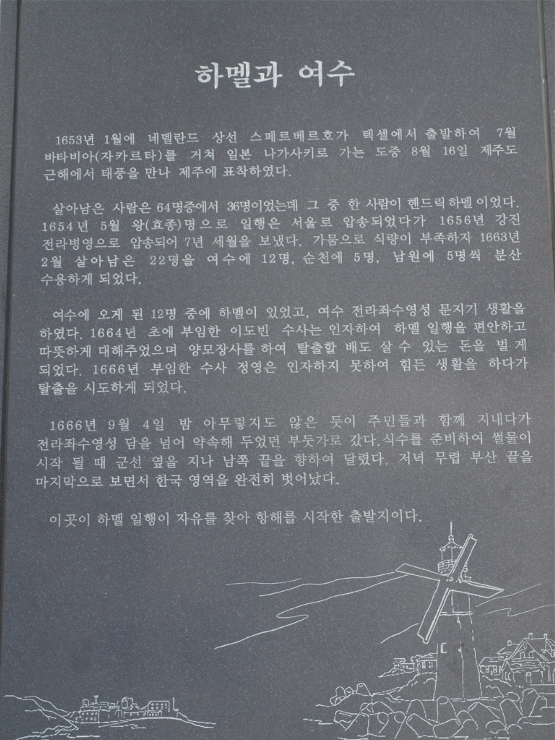 하멜과 여수
1653년 1월에 네델란드 상선 스페르베르호가 텍셀에서 출발하여 7월
바타비아(자카르타)를 거쳐 일본 나가사키로 가는 도중 8월 16일 제주도
근해에서 태풍을 만나 제주에 표착하였다.
살아남은 사람은 64명중에서 36명이었는데 그 중 한 사람이 헨드릭하멜이었다.
1654년 5월 왕(효종)명으로 일행은 서울로 압송되었다가 1656년 강진
전라병영으로 압송되어 7년 세월을 보냈다. 가뭄으로 식량이 부족하자 1663년
2월 살아남은 22명을 여수에 12명, 순천에 5명, 남원에 5명씩 분산
수용하게 되었다.
여수에 오게 된 12명 중에 하멜이 있었고, 여수 전라좌수영성 문지기 생활을
하였다. 1664년 초에 부임한 이도빈 수사는 인자하여 하멜 일행을 편안하고
따뜻하게 대해주었으며 양모장사를 하여 탈출할 배도 살 수 있는 돈을 벌 게
되었다. 1666년 부임한 수사 정영은 인자하지 못하여 힘든 생활을 하다가
탈출을 시도하게 되었다.
1666년 9월 4일 밤 아무렇지도 않은 듯이 주민들과 함께 지내다가
전라좌수영성 담을 넘어 약속해 두었던 부둣가로 갔다.식수를 준비하여 썰물이
시작 될 때 군선 옆을 지나 남쪽 끝을 향하여 달렸다. 저녁 무렵 부산 끝을
마지막으로 보면서 한국 영역을 완전히 벗어났다.
이곳이 하멜 일행이 자유를 찾아 항해를 시작한 출발지이다.